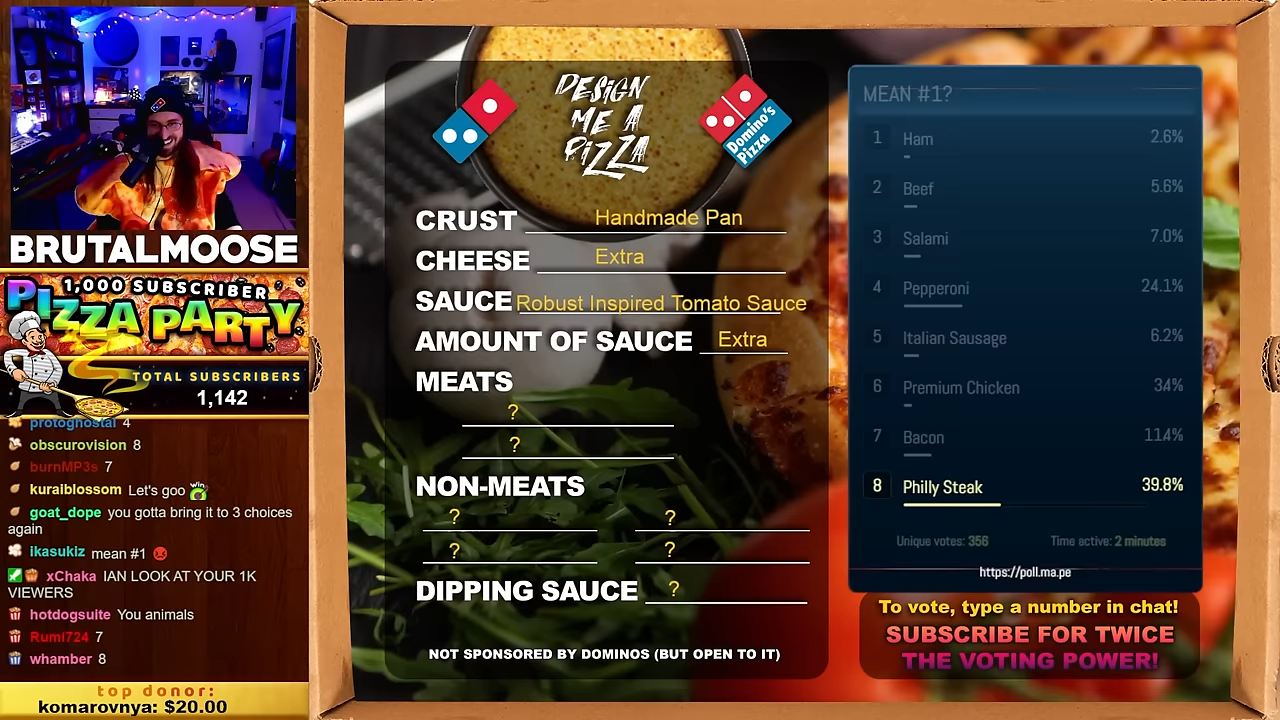 BRUTALMOOSE
1,000 SUBSCRIBER
PIZZA PARTY
TOTAL SUBSCRIBERS
1,142
protognostal 4
obscurovision 8
burnMP3s 7
kuraiblossom Let's goo
goat_dope you gotta bring it to 3 choices
again
ikasukiz mean #1
xChaka IAN LOOK AT YOUR 1K
VIEWERS
hotdogsuite You animals
Rumi724 7
whamber 8
top donor:
komarovnya: $20.00
DESIGN
ME A
PIZZA
Domino's
Pizza
CRUST Handmade Pan
CHEESE Extra
SAUCE Robust Inspired Tomato Sauce
AMOUNT OF SAUCE Extra
MEATS
?
?
NON-MEATS
? ?
? ?
DIPPING SAUCE ?
NOT SPONSORED BY DOMINOS (BUT OPEN TO IT)
MEAN #1?
1 Ham 2.6%
2 Beef 5.6%
3 Salami 7.0%
4 Pepperoni 24.1%
5 Italian Sausage 6.2%
6 Premium Chicken 34%
7 Bacon 114%
8 Philly Steak 39.8%
Unique votes: 356 Time active: 2 minutes
https://poll.ma.pe
To vote, type a number in chat!
SUBSCRIBE FOR TWICE
THE VOTING POWER!